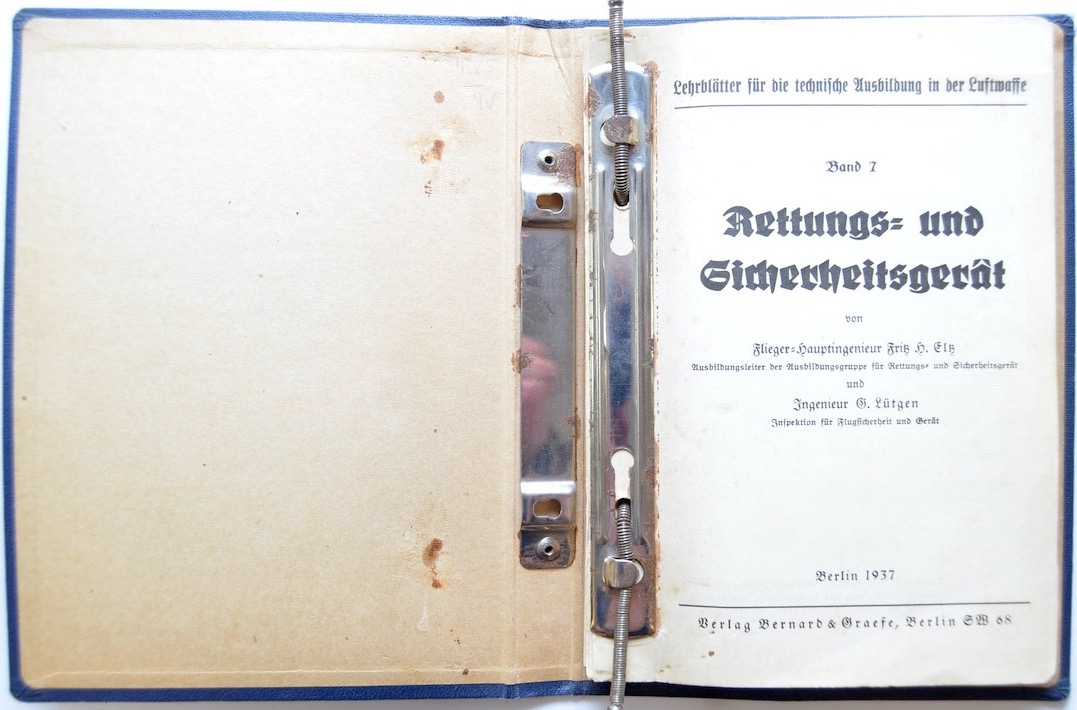 Lehrblätter für die technische Ausbildung in der Luftwaffe
Band 7
Rettungs- und
Sicherheitsgerät
von
Flieger-Hauptingenieur Fritz H. Eltz
Ausbildungsleiter der Ausbildungsgruppe für Rettungs- und Sicherheitsgerät
und
Ingenieur G. Lütgen
Inspektion für Flugsicherheit und Gerät
Berlin 1937
Verlag Bernard & Graefe, Berlin SW 68